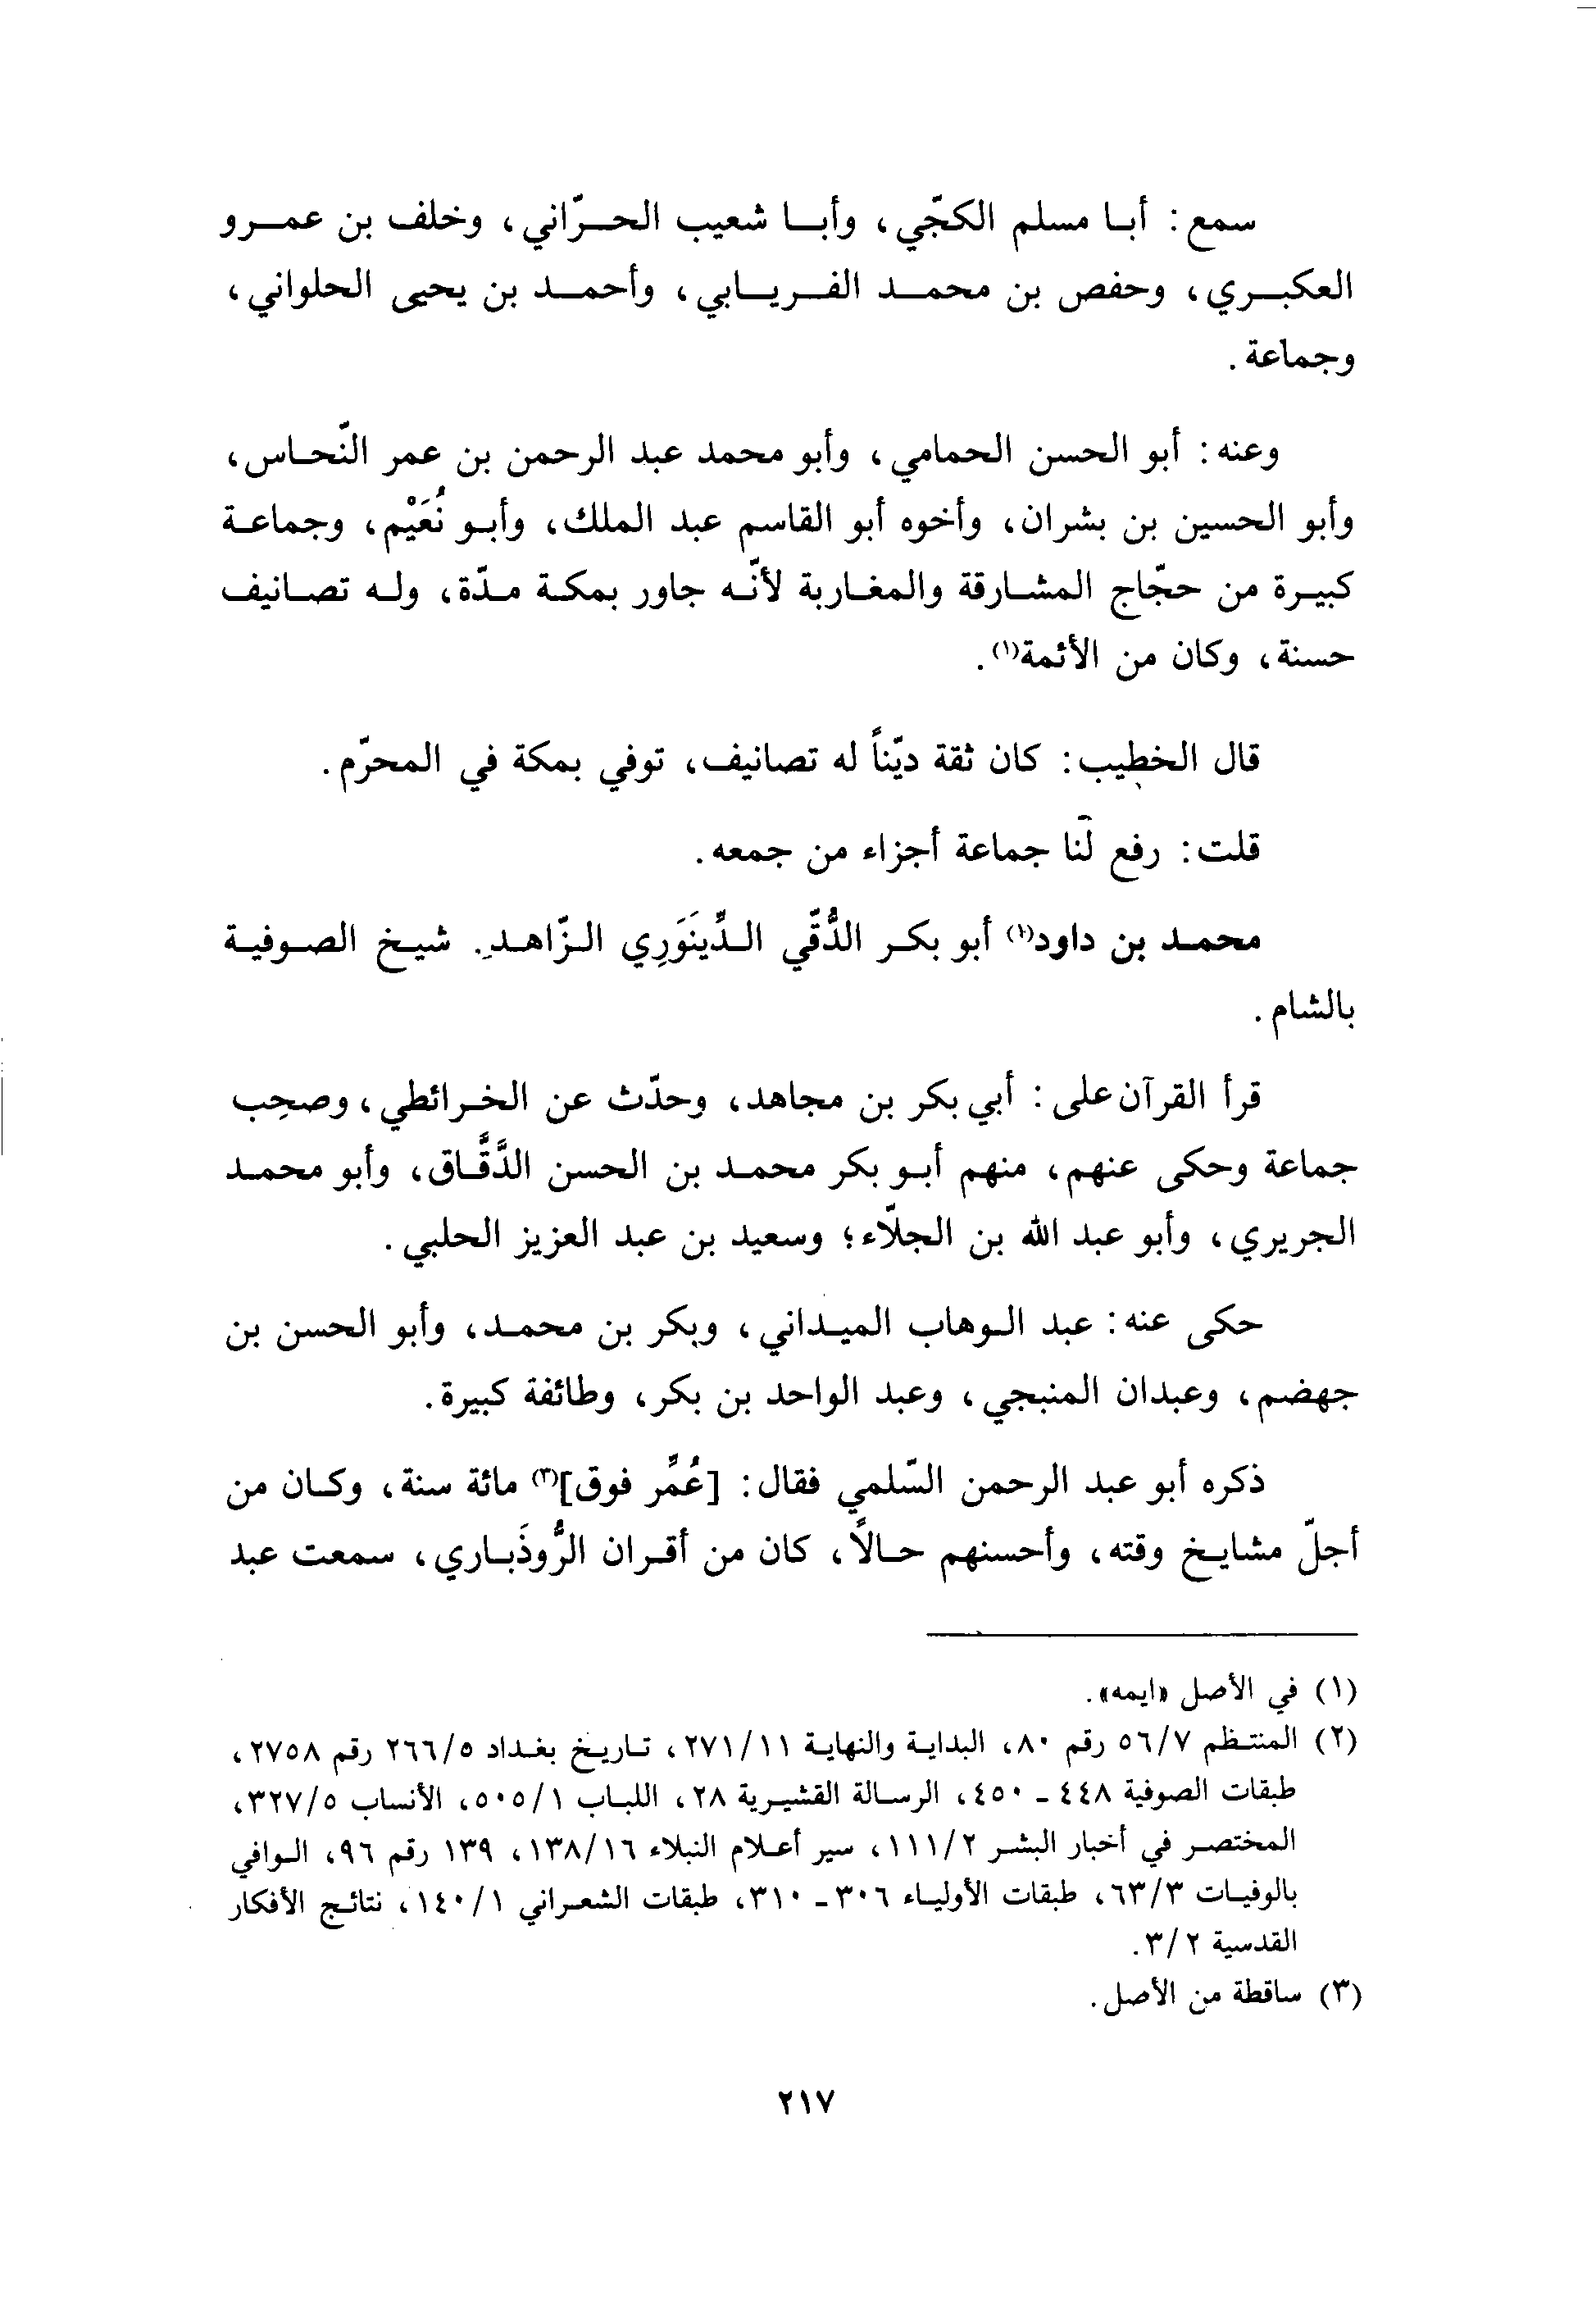 سمع: أبا مسلم الكجّي، وأبا شعيب الحرّاني، وخلف بن عمرو
العكبري، وحفص بن محمد الفريابي، وأحمد بن يحيى الحلواني،
وجماعة.
وعنه: أبو الحسن الحمامي، وأبو محمد عبد الرحمن بن عمر النّحاس،
وأبو الحسين بن بشران، وأخوه أبو القاسم عبد الملك، وأبو نُعَيْم، وجماعة
كبيرة من حجّاج المشارقة والمغاربة لأنّه جاور بمكة مدّة، وله تصانيف
حسنة، وكان من الأئمة(١).
قال الخطيب: كان ثقة ديّناً له تصانيف، توفي بمكة في المحرّم.
قلت: رفع لنا جماعة أجزاء من جمعه.
محمد بن داود(٢) أبو بكر الدُّقّي الدِّينَوَرِي الزّاهد. شيخ الصوفية
بالشام.
قرأ القرآن على: أبي بكر بن مجاهد، وحدّث عن الخرائطي، وصحِب
جماعة وحكى عنهم، منهم أبو بكر محمد بن الحسن الدَّقَّاق، وأبو محمد
الجريري، وأبو عبد الله بن الجلّاء؛ وسعيد بن عبد العزيز الحلبي.
حكى عنه: عبد الوهاب الميداني، وبكر بن محمد، وأبو الحسن بن
جهضم، وعبدان المنبجي، وعبد الواحد بن بكر، وطائفة كبيرة.
ذكره أبو عبد الرحمن السّلمي فقال: [عُمِّر فوق](٣) مائة سنة، وكان من
أجلّ مشايخ وقته، وأحسنهم حالاً، كان من أقران الرُّوذَباري، سمعت عبد
(١) في الأصل «ايمه».
(٢) المنتظم ٥٦/٧ رقم ٨٠، البداية والنهاية ٢٧١/١١، تاريخ بغداد ٢٦٦/٥ رقم ٢٧٥٨،
طبقات الصوفية ٤٤٨ - ٤٥٠، الرسالة القشيرية ٢٨، اللباب ٥٠٥/١، الأنساب ٣٢٧/٥،
المختصر في أخبار البشر ١١١/٢، سير أعلام النبلاء ١٣٨/١٦، ١٣٩ رقم ٩٦، الوافي
بالوفيات ٦٣/٣، طبقات الأولياء ٣٠٦ - ٣١٠، طبقات الشعراني ١٤٠/١، نتائج الأفكار
القدسية ٣/٢.
(٣) ساقطة من الأصل.
٢١٧